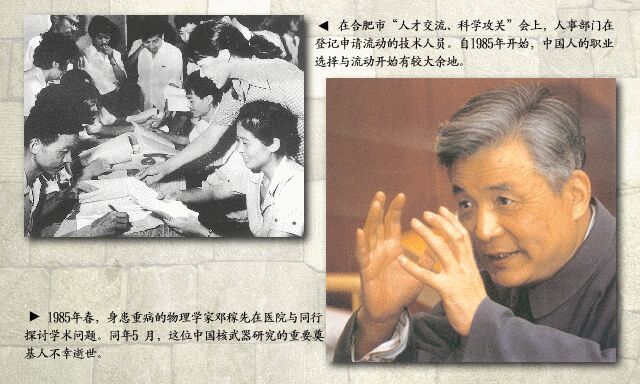 ◀ 在合肥市“人才交流、科学攻关”会上，人事部门在
登记申请流动的技术人员。自1985年开始，中国人的职业
选择与流动开始有较大余地。
▶ 1985年春，身患重病的物理学家邓稼先在医院与同行
探讨学术问题。同年5 月，这位中国核武器研究的重要奠
基人不幸逝世。